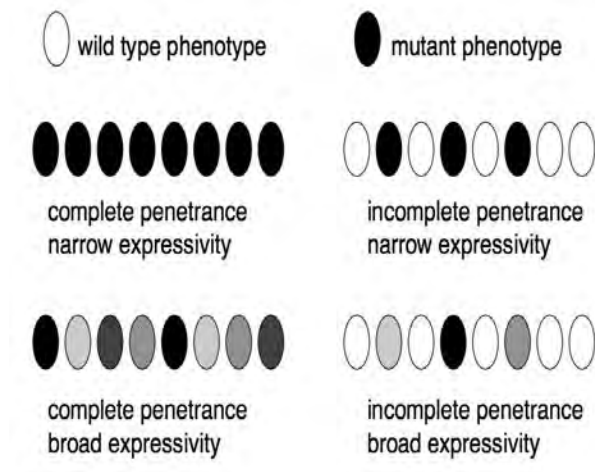 wild type phenotype
mutant phenotype
complete penetrance
narrow expressivity
incomplete penetrance
narrow expressivity
complete penetrance
broad expressivity
incomplete penetrance
broad expressivity